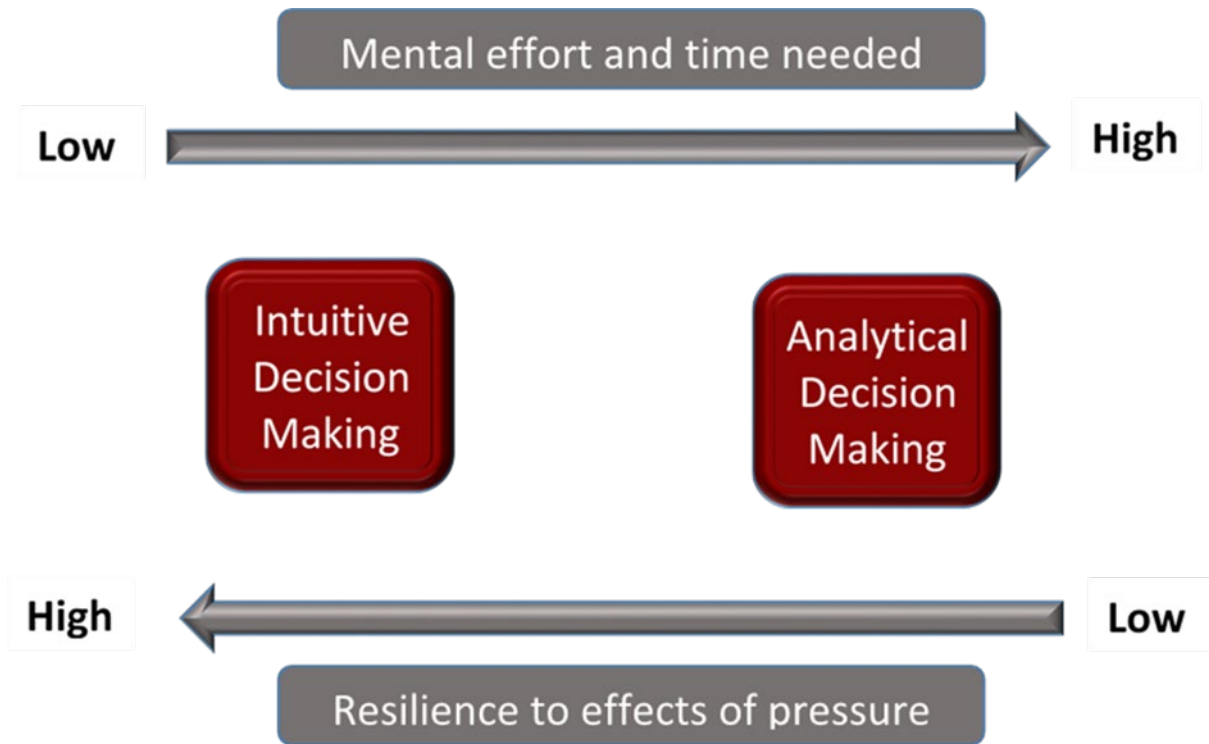 Mental effort and time needed
Low
High
Intuitive
Decision
Making
Analytical
Decision
Making
High
Low
Resilience to effects of pressure